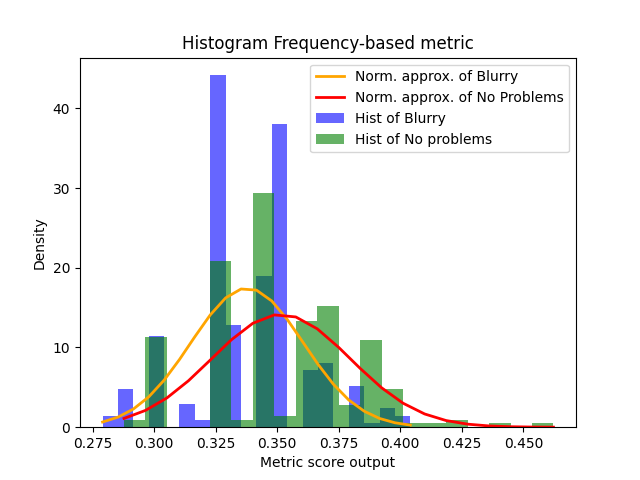 Histogram Frequency-based metric
Norm. approx. of Blurry
Norm. approx. of No Problems
Hist of Blurry
Hist of No problems
Density
40
30
20
10
0
0.275 0.300 0.325 0.350 0.375 0.400 0.425 0.450
Metric score output